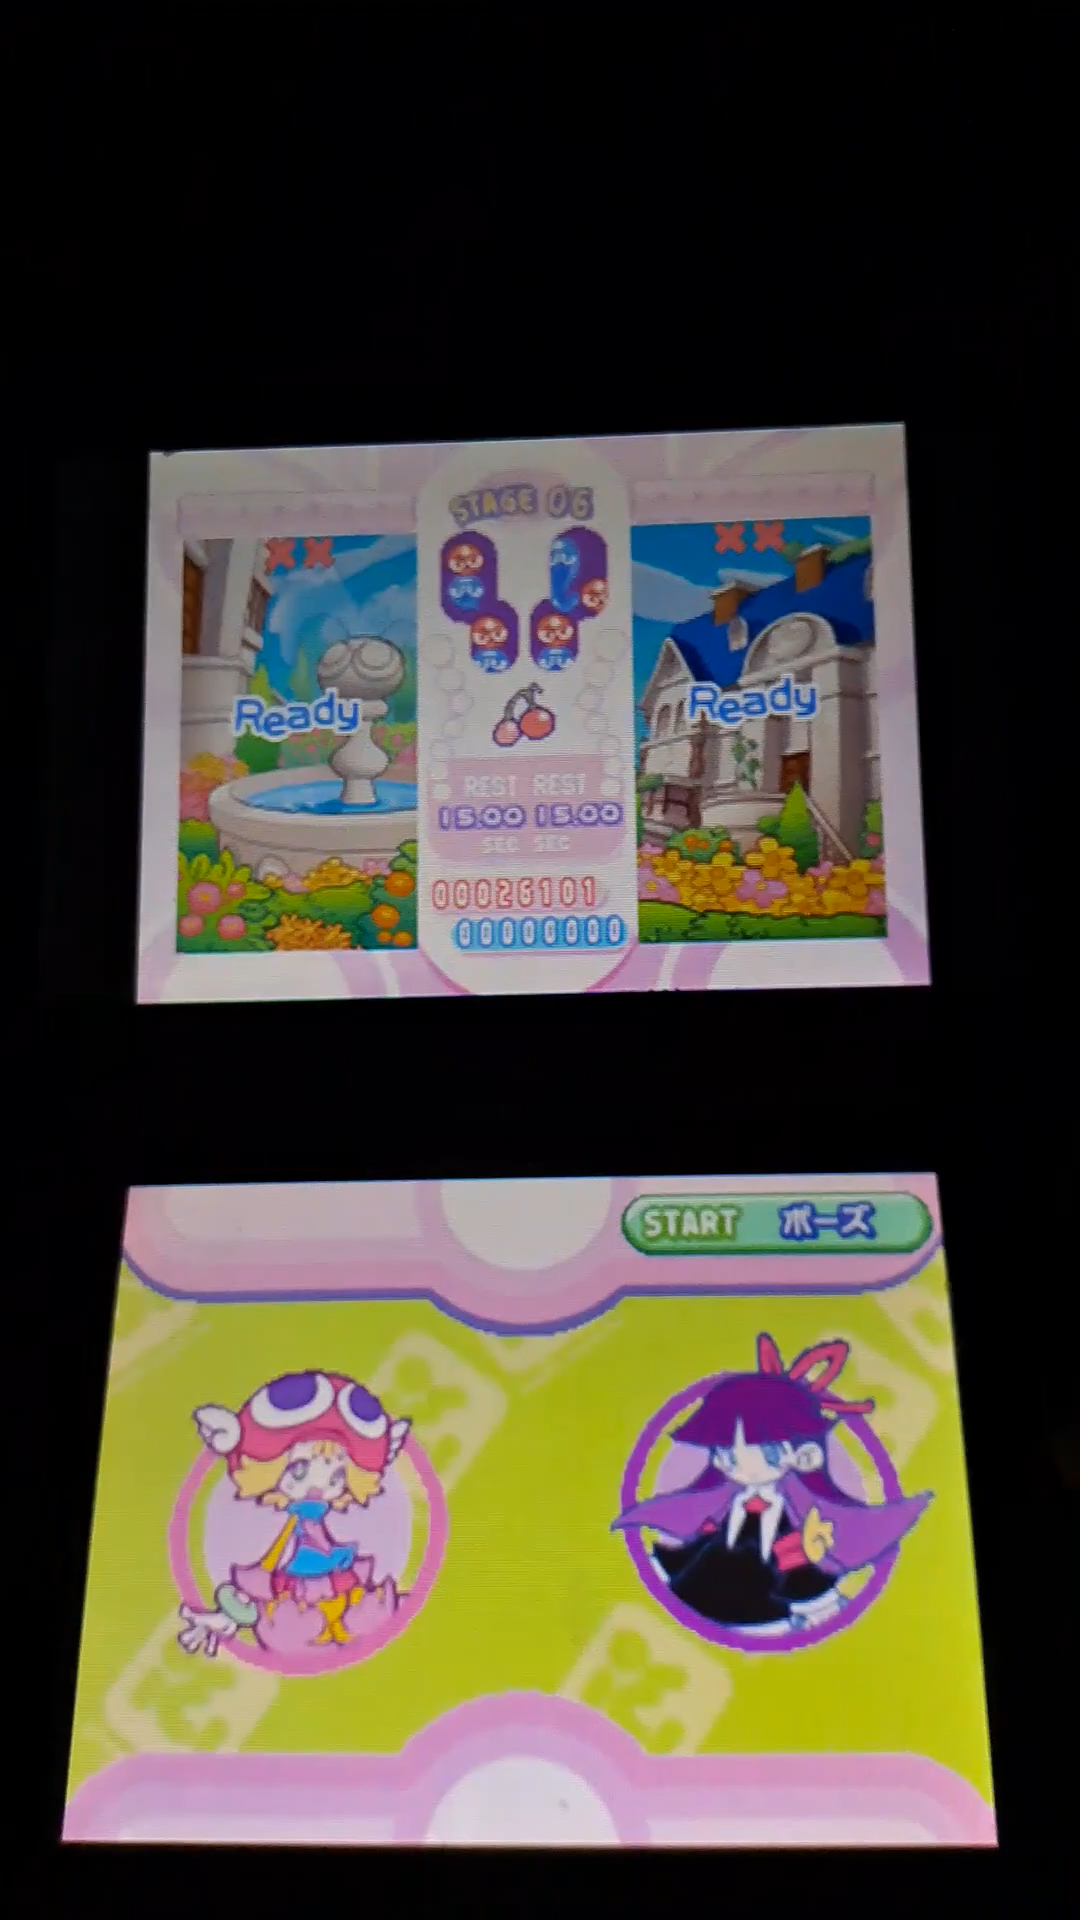 STAGE 06
Ready
Ready
REST REST
15.00 15.00
SEC SEC
00026101
00000000
START ポーズ